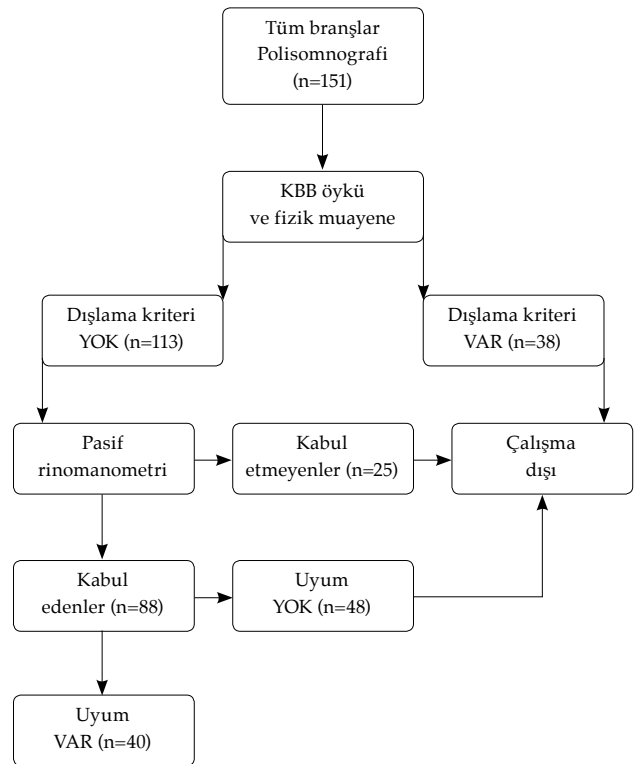 Tüm branşlar
Polisomnografi
(n=151)
KBB öykü
ve fizik muayene
Dışlama kriteri
YOK (n=113)
Dışlama kriteri
VAR (n=38)
Pasif
rinomanometri
Kabul
etmeyenler (n=25)
Çalışma
dışı
Kabul
edenler (n=88)
Uyum
YOK (n=48)
Uyum
VAR (n=40)